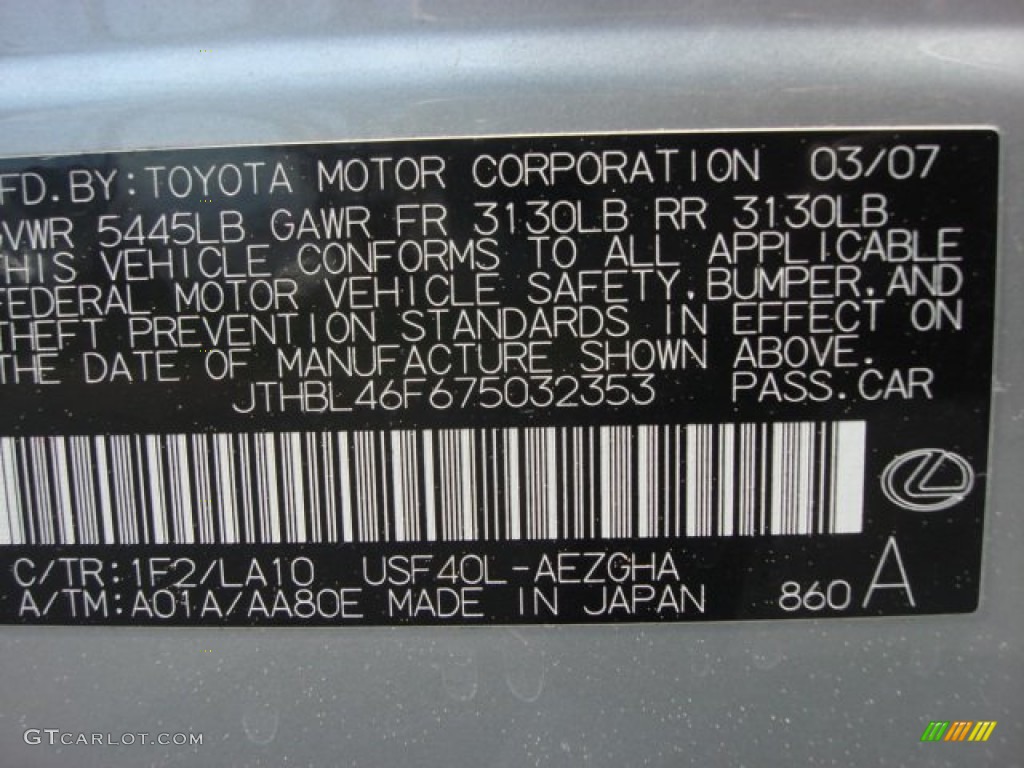 FD. BY: TOYOTA MOTOR CORPORATION 03/07
GVWR 5445LB GAWR FR 3130LB RR 3130LB
THIS VEHICLE CONFORMS TO ALL APPLICABLE
FEDERAL MOTOR VEHICLE SAFETY, BUMPER, AND
THEFT PREVENTION STANDARDS IN EFFECT ON
THE DATE OF MANUFACTURE SHOWN ABOVE.
JTHBL46F675032353 PASS. CAR
C/TR: 1F2/LA10 USF40L-AEZGHA
A/TM: A01A/AA80E MADE IN JAPAN 860 A
GTCARLOT.COM